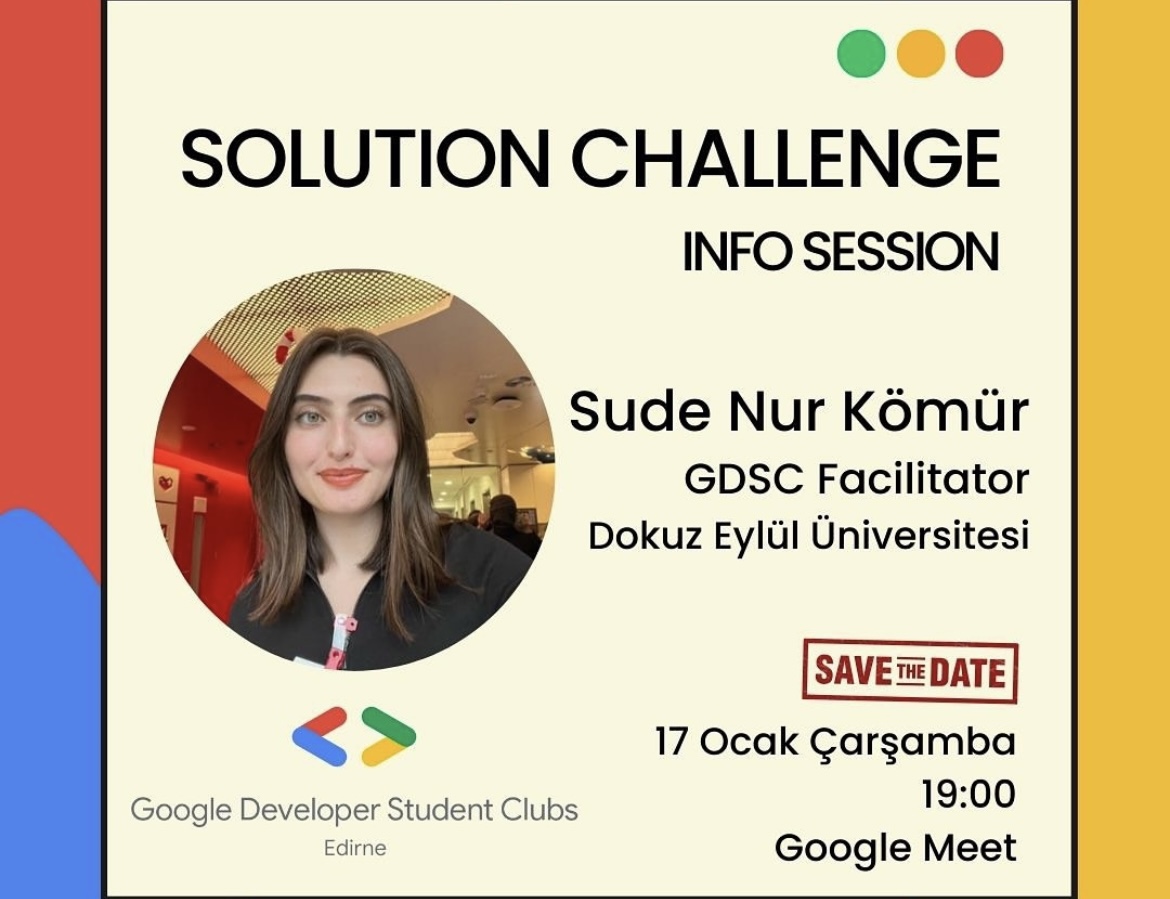 SOLUTION CHALLENGE
INFO SESSION
Sude Nur Kömür
GDSC Facilitator
Dokuz Eylül Üniversitesi
SAVE THE DATE
17 Ocak Çarşamba
19:00
Google Meet
Google Developer Student Clubs
Edirne